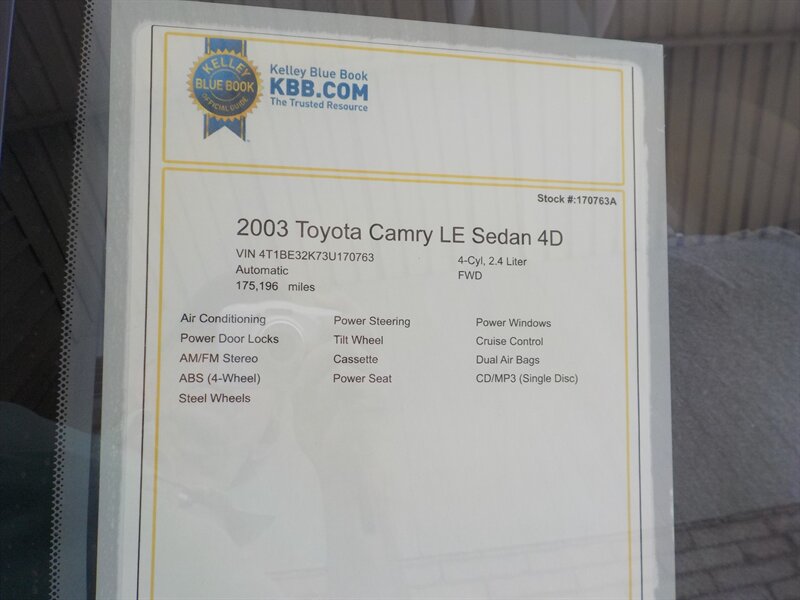 KELLEY
BLUE BOOK
OFFICIAL GUIDE
Kelley Blue Book
KBB.COM
The Trusted Resource
Stock #:170763A
2003 Toyota Camry LE Sedan 4D
VIN 4T1BE32K73U170763
4-Cyl, 2.4 Liter
Automatic
FWD
175,196 miles
Air Conditioning
Power Steering
Power Windows
Power Door Locks
Tilt Wheel
Cruise Control
AM/FM Stereo
Cassette
Dual Air Bags
ABS (4-Wheel)
Power Seat
CD/MP3 (Single Disc)
Steel Wheels